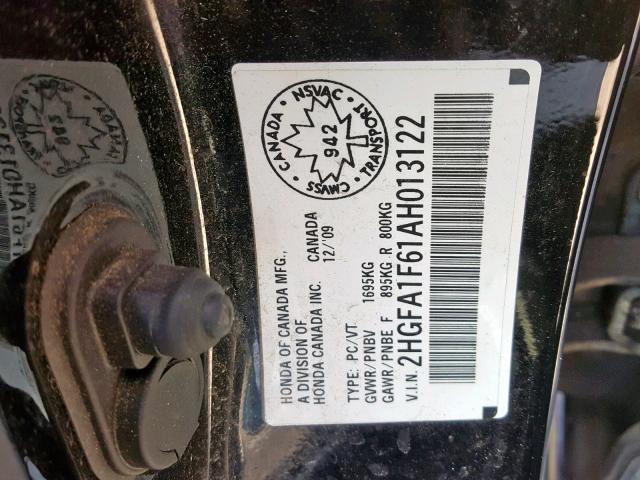 CANADA • NSVAC • TRANSPORT • CMVSS •
942
HONDA OF CANADA MFG.,
A DIVISION OF
HONDA CANADA INC. CANADA
12/'09
TYPE: PC/VT.
GVWR/PNBV 1695KG
GAWR/PNBE F 895KG R 800KG
V.I.N. 2HGFA1F61AH013122